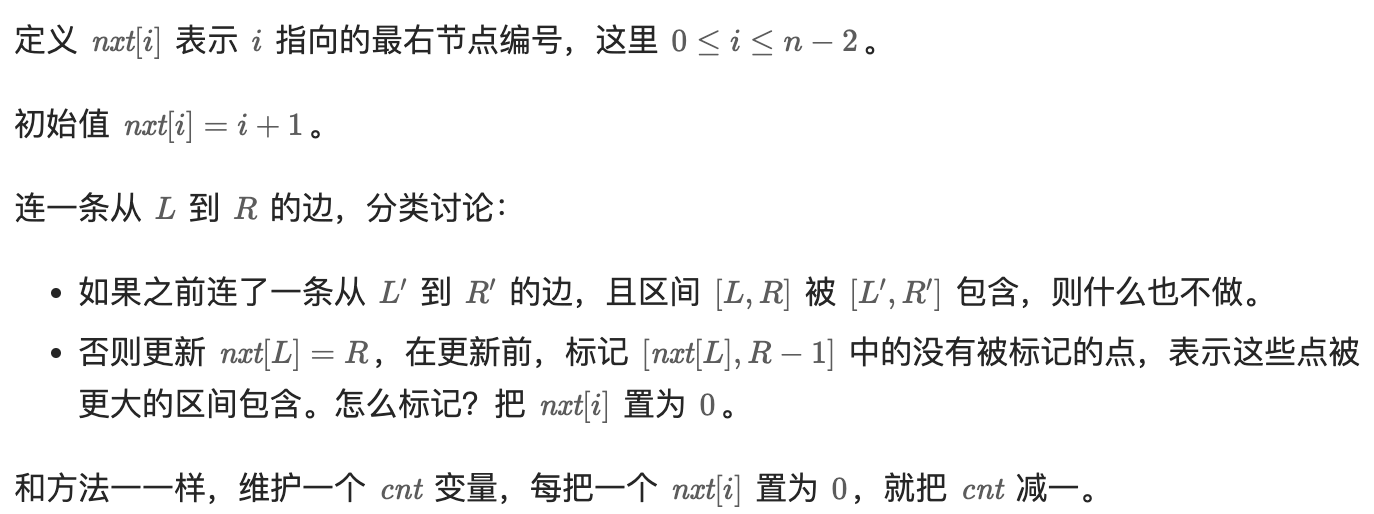 定义 nxt[i] 表示 i 指向的最右节点编号，这里 0 ≤ i ≤ n − 2。
初始值 nxt[i] = i + 1。
连一条从 L 到 R 的边，分类讨论：
• 如果之前连了一条从 L′ 到 R′ 的边，且区间 [L, R] 被 [L′, R′] 包含，则什么也不做。
• 否则更新 nxt[L] = R，在更新前，标记 [nxt[L], R − 1] 中的没有被标记的点，表示这些点被
更大的区间包含。怎么标记？把 nxt[i] 置为 0。
和方法一一样，维护一个 cnt 变量，每把一个 nxt[i] 置为 0，就把 cnt 减一。